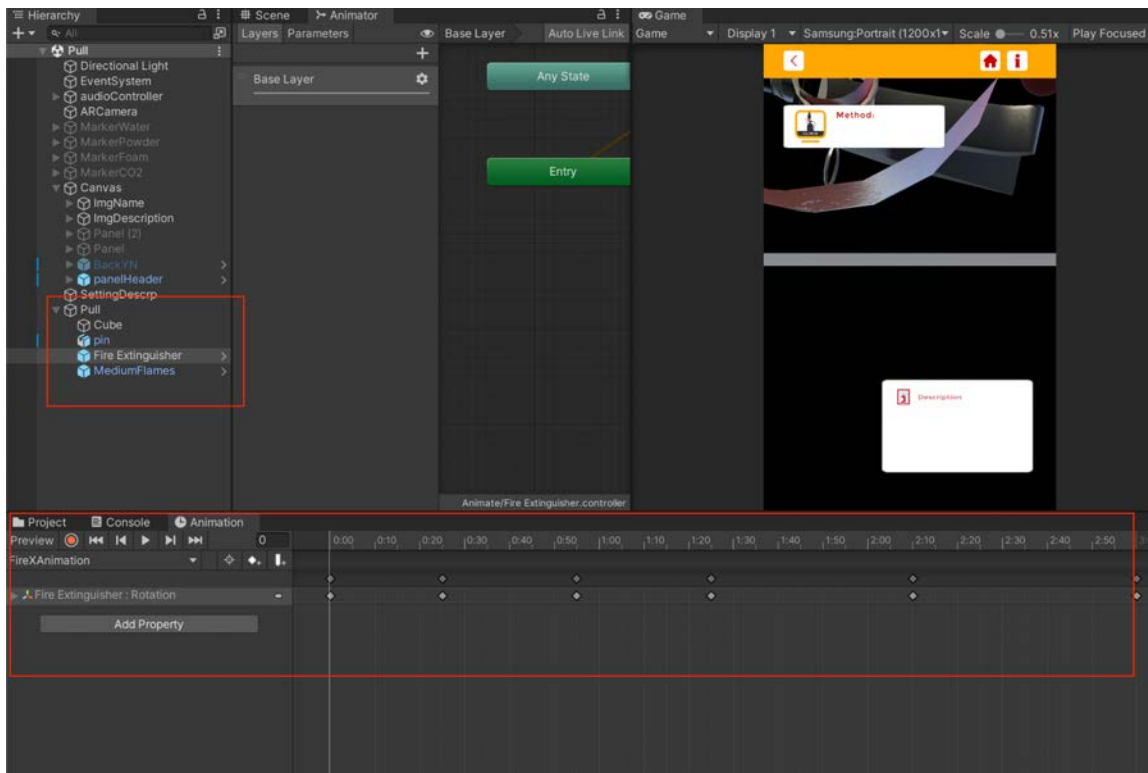 Hierarchy
All
Pull
Directional Light
EventSystem
audioController
ARCamera
MarkerWater
MarkerPowder
MarkerFoam
MarkerCO2
Canvas
ImgName
ImgDescription
Panel (2)
Panel
BackYN
panelHeader
SettingDescrp
Pull
Cube
pin
Fire Extinguisher
MediumFlames
Scene Animator
Layers Parameters Base Layer Auto Live Link
Base Layer
Any State
Entry
Animate/Fire Extinguisher.controller
Game
Game Display 1 Samsung:Portrait (1200x1 Scale 0.51x Play Focused
Method:
Description
Project Console Animation
Preview 0 0:00 0:10 0:20 0:30 0:40 0:50 1:00 1:10 1:20 1:30 1:40 1:50 2:00 2:10 2:20 2:30 2:40 2:50
FireXAnimation
Fire Extinguisher : Rotation
Add Property